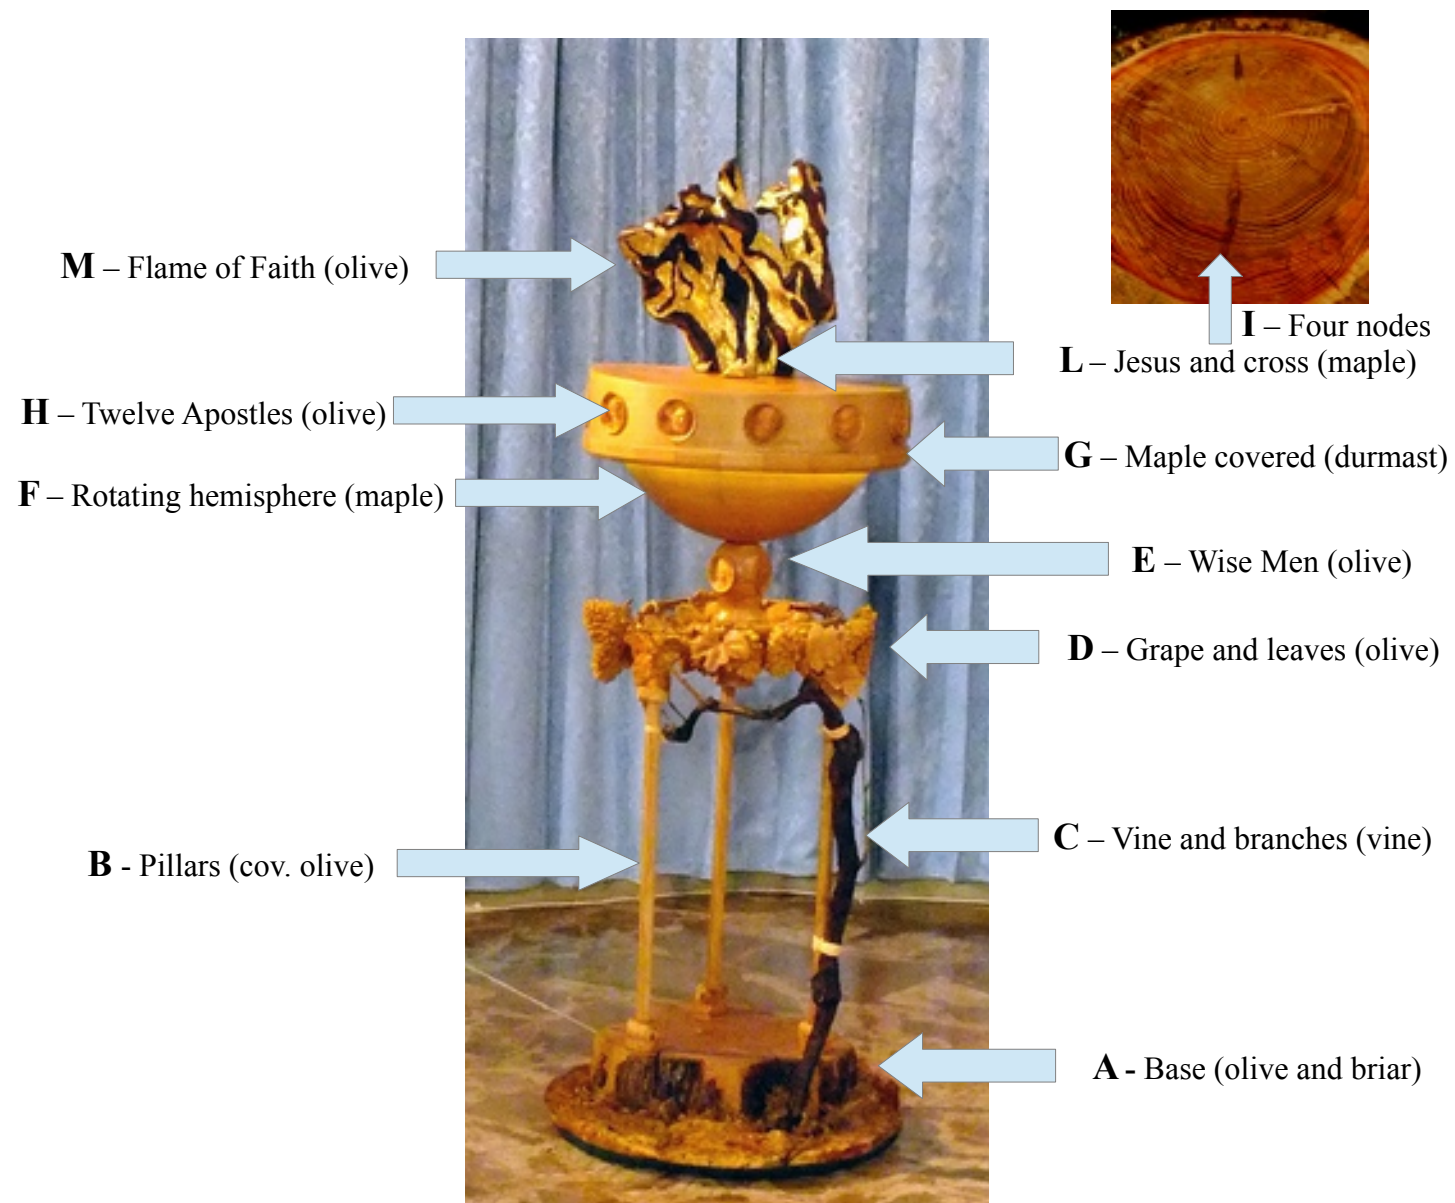 M – Flame of Faith (olive)
I – Four nodes
L – Jesus and cross (maple)
H – Twelve Apostles (olive)
G – Maple covered (durmast)
F – Rotating hemisphere (maple)
E – Wise Men (olive)
D – Grape and leaves (olive)
C – Vine and branches (vine)
B - Pillars (cov. olive)
A - Base (olive and briar)